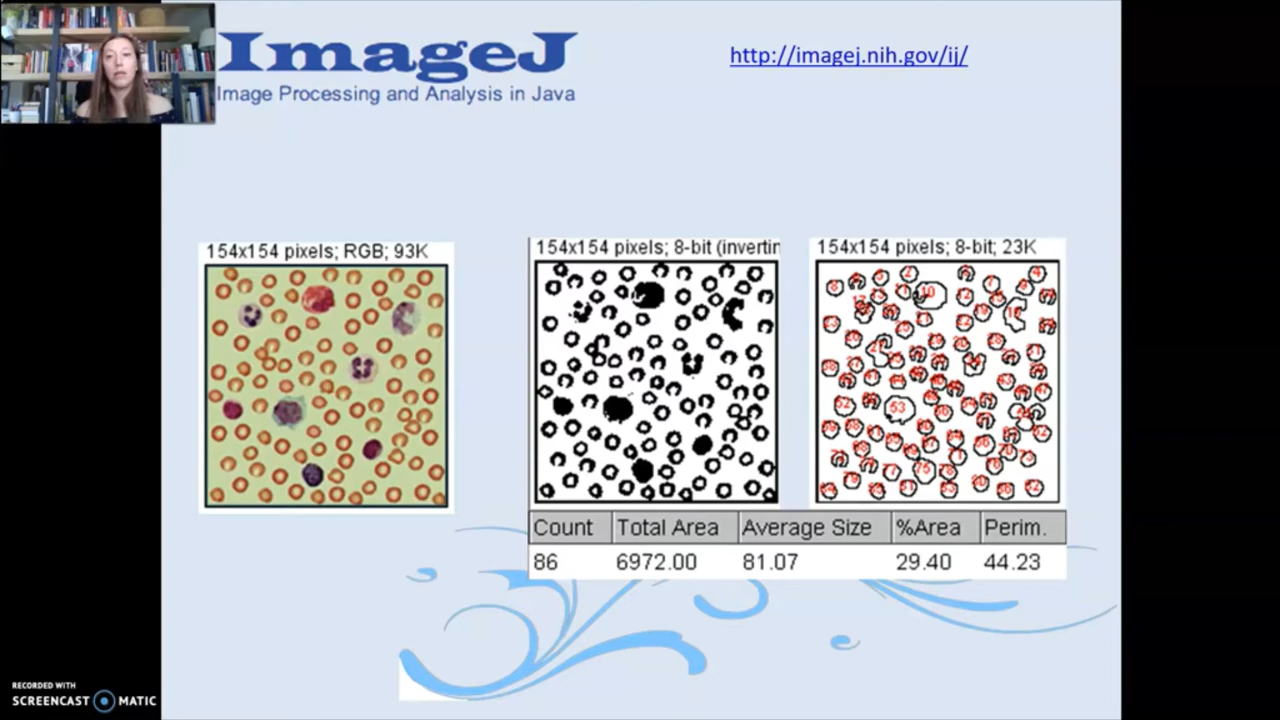 ImageJ
Image Processing and Analysis in Java
http://imagej.nih.gov/ij/
154x154 pixels; RGB; 93K
154x154 pixels; 8-bit (invertin
154x154 pixels; 8-bit; 23K
Count Total Area Average Size %Area Perim.
86 6972.00 81.07 29.40 44.23
RECORDED WITH
SCREENCAST MATIC